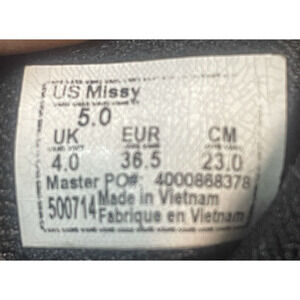 US Missy
5.0
UK EUR CM
4.0 36.5 23.0
Master PO#: 4000868378
500714 Made in Vietnam
Fabrique en Vietnam